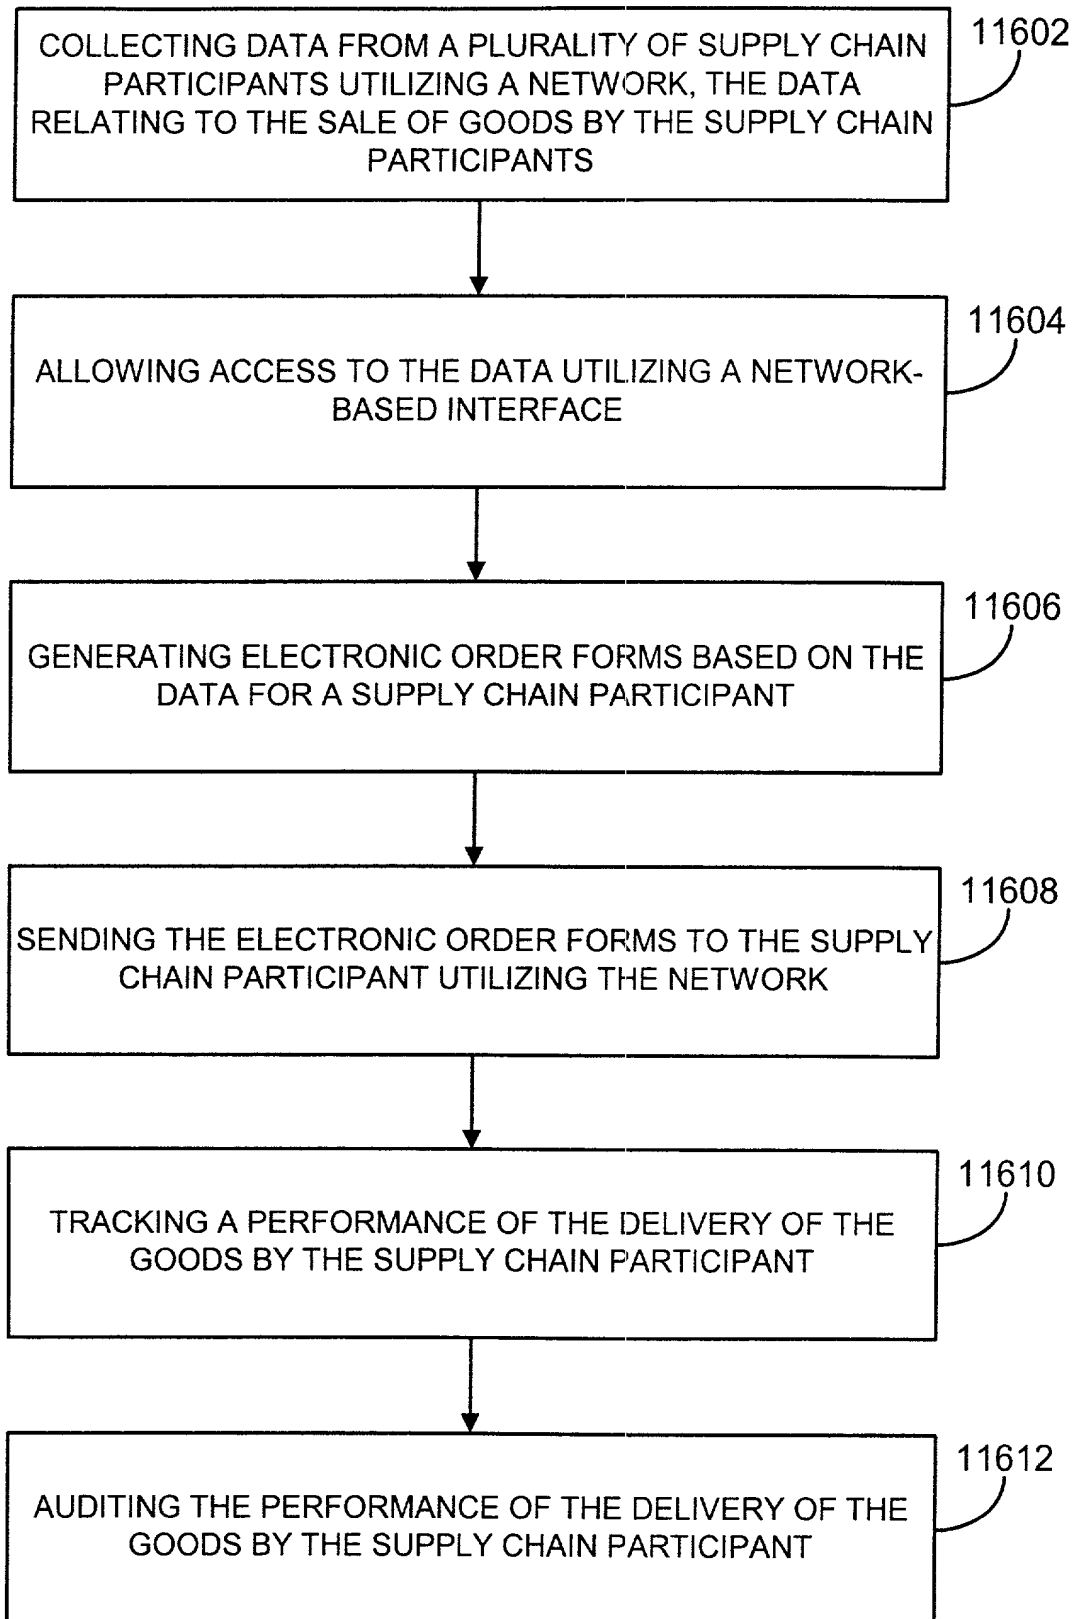 COLLECTING DATA FROM A PLURALITY OF SUPPLY CHAIN
PARTICIPANTS UTILIZING A NETWORK, THE DATA
RELATING TO THE SALE OF GOODS BY THE SUPPLY CHAIN
PARTICIPANTS
11602
ALLOWING ACCESS TO THE DATA UTILIZING A NETWORK-
BASED INTERFACE
11604
GENERATING ELECTRONIC ORDER FORMS BASED ON THE
DATA FOR A SUPPLY CHAIN PARTICIPANT
11606
SENDING THE ELECTRONIC ORDER FORMS TO THE SUPPLY
CHAIN PARTICIPANT UTILIZING THE NETWORK
11608
TRACKING A PERFORMANCE OF THE DELIVERY OF THE
GOODS BY THE SUPPLY CHAIN PARTICIPANT
11610
AUDITING THE PERFORMANCE OF THE DELIVERY OF THE
GOODS BY THE SUPPLY CHAIN PARTICIPANT
11612